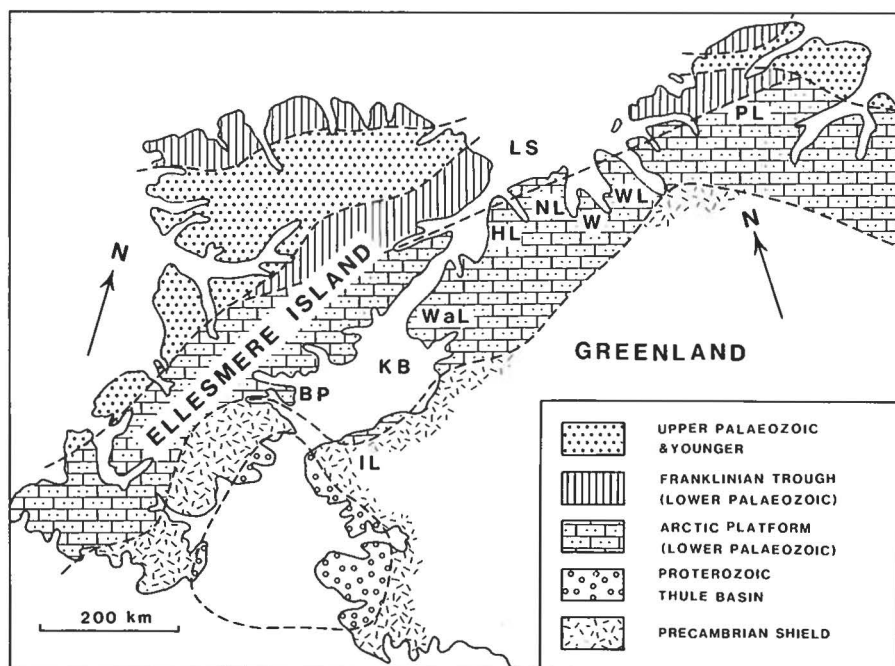 LS
PL
NL
WL
HL
W
N
N
ELLESMERE ISLAND
WaL
KB
GREENLAND
BP
IL
UPPER PALAEOZOIC
& YOUNGER
FRANKLINIAN TROUGH
(LOWER PALAEOZOIC)
ARCTIC PLATFORM
(LOWER PALAEOZOIC)
PROTEROZOIC
THULE BASIN
PRECAMBRIAN SHIELD
200 km